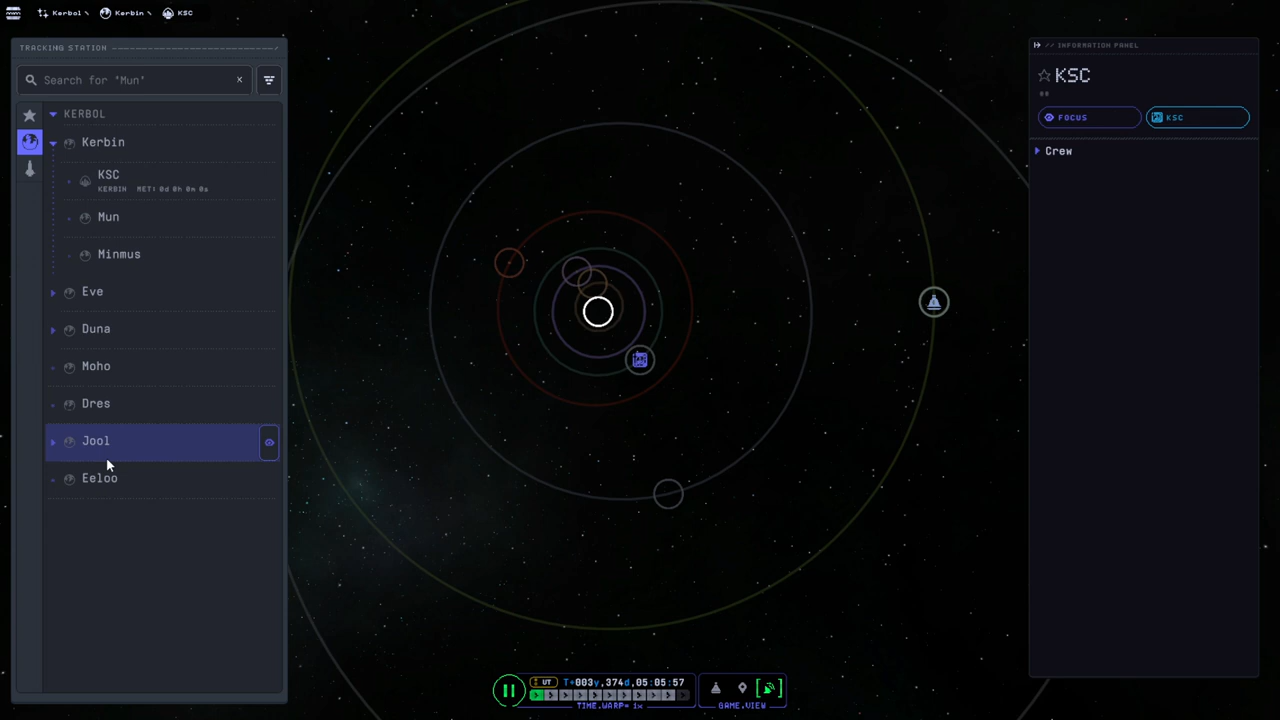 Kerbol \ Kerbin \ KSC
TRACKING STATION
Search for 'Mun'
KERBOL
Kerbin
KSC
KERBIN MET: 0d 0h 0m 0s
Mun
Minmus
Eve
Duna
Moho
Dres
Jool
Eeloo
// INFORMATION PANEL
KSC
FOCUS
KSC
Crew
UT T+003y,374d,05:05:57
TIME.WARP= 1x
GAME.VIEW